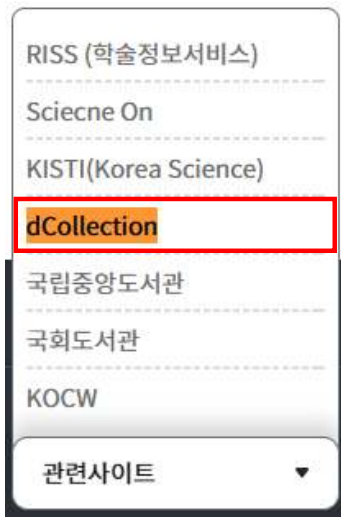 RISS (학술정보서비스)
Sciecne On
KISTI(Korea Science)
dCollection
국립중앙도서관
국회도서관
KOCW
관련사이트